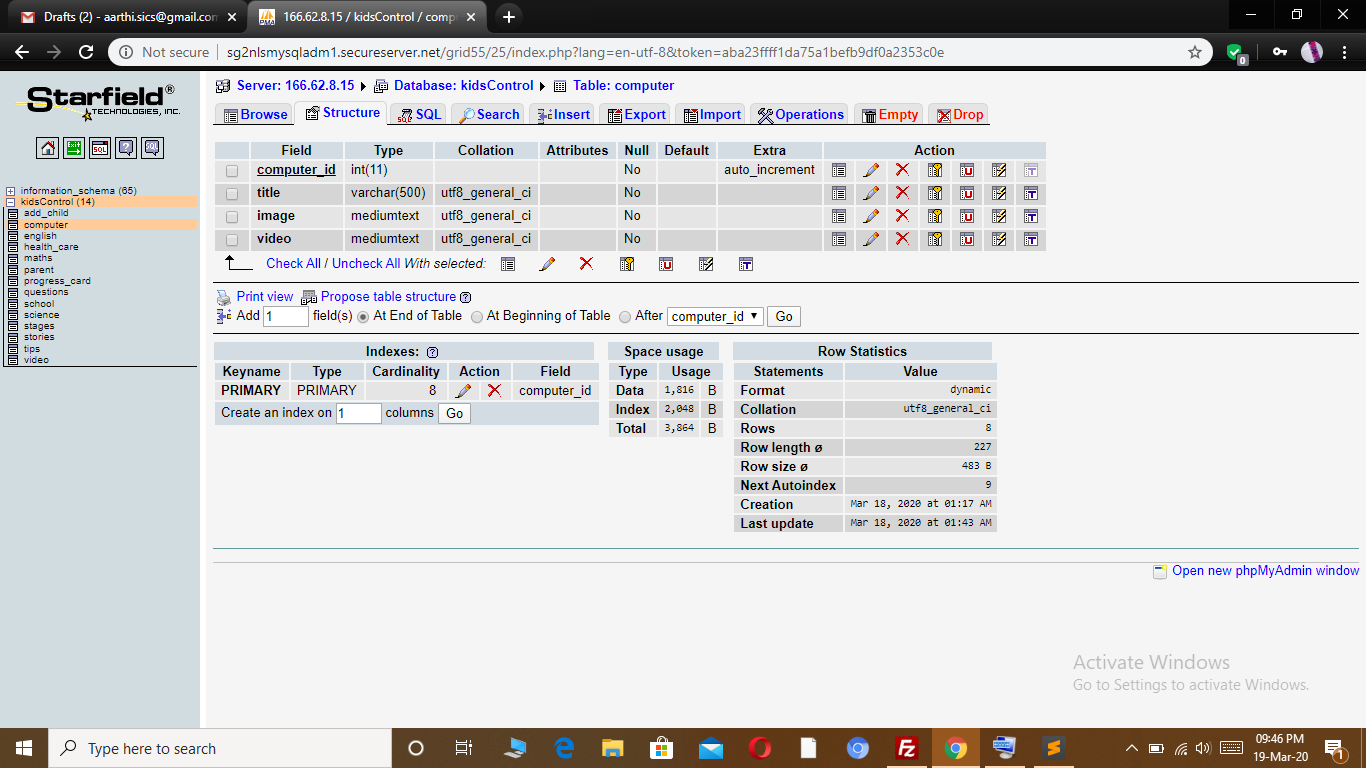 Drafts (2) - aarthi.sics@gmail.com
166.62.8.15 / kidsControl / comp
Not secure | sg2nlsmysqladm1.secureserver.net/grid55/25/index.php?lang=en-utf-8&token=aba23ffff1da75a1befb9df0a2353c0e
0
Starfield®
TECHNOLOGIES, INC.
Server: 166.62.8.15 Database: kidsControl Table: computer
Browse Structure SQL Search Insert Export Import Operations Empty Drop
information_schema (65)
kidsControl (14)
add_child
computer
english
health_care
maths
parent
progress_card
questions
school
science
stages
stories
tips
video
Field Type Collation Attributes Null Default Extra Action
computer_id int(11) No auto_increment
title varchar(500) utf8_general_ci No
image mediumtext utf8_general_ci No
video mediumtext utf8_general_ci No
Check All / Uncheck All With selected:
Print view Propose table structure
Add 1 field(s) At End of Table At Beginning of Table After computer_id Go
Indexes:
Keyname Type Cardinality Action Field
PRIMARY PRIMARY 8 computer_id
Create an index on 1 columns Go
Space usage
Type Usage
Data 1,816 B
Index 2,048 B
Total 3,864 B
Row Statistics
Statements Value
Format dynamic
Collation utf8_general_ci
Rows 8
Row length ø 227
Row size ø 483 B
Next Autoindex 9
Creation Mar 18, 2020 at 01:17 AM
Last update Mar 18, 2020 at 01:43 AM
Open new phpMyAdmin window
Activate Windows
Go to Settings to activate Windows.
Type here to search
09:46 PM
19-Mar-20
1